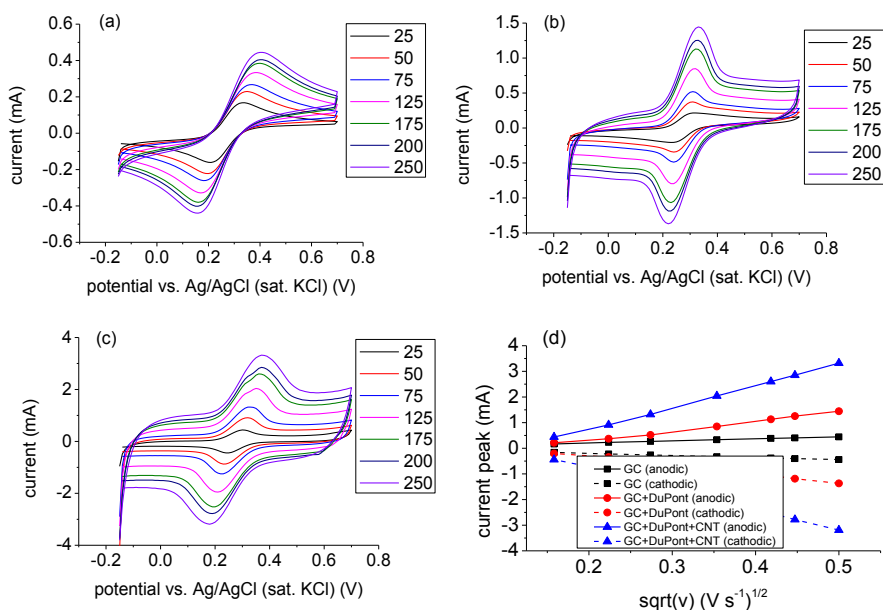 (a)
0.6
0.4
0.2
0.0
-0.2
-0.4
-0.6
current (mA)
-0.2 0.0 0.2 0.4 0.6 0.8
potential vs. Ag/AgCl (sat. KCl) (V)
25
50
75
125
175
200
250
(b)
1.5
1.0
0.5
0.0
-0.5
-1.0
-1.5
current (mA)
-0.2 0.0 0.2 0.4 0.6 0.8
potential vs. Ag/AgCl (sat. KCl) (V)
25
50
75
125
175
200
250
(c)
4
2
0
-2
-4
current (mA)
-0.2 0.0 0.2 0.4 0.6 0.8
potential vs. Ag/AgCl (sat. KCl) (V)
25
50
75
125
175
200
250
(d)
4
3
2
1
0
-1
-2
-3
-4
current peak (mA)
GC (anodic)
GC (cathodic)
GC+DuPont (anodic)
GC+DuPont (cathodic)
GC+DuPont+CNT (anodic)
GC+DuPont+CNT (cathodic)
0.2 0.3 0.4 0.5
sqrt(v) (V s⁻¹)¹/²